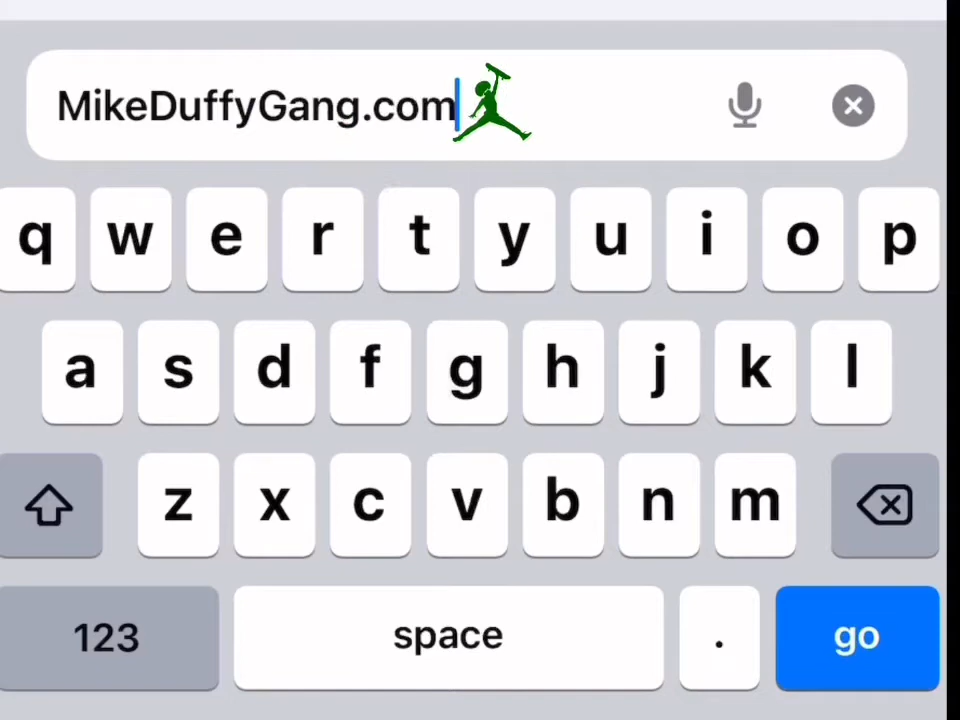 MikeDuffyGang.com
q w e r t y u i o p
a s d f g h j k l
z x c v b n m
123 space . go